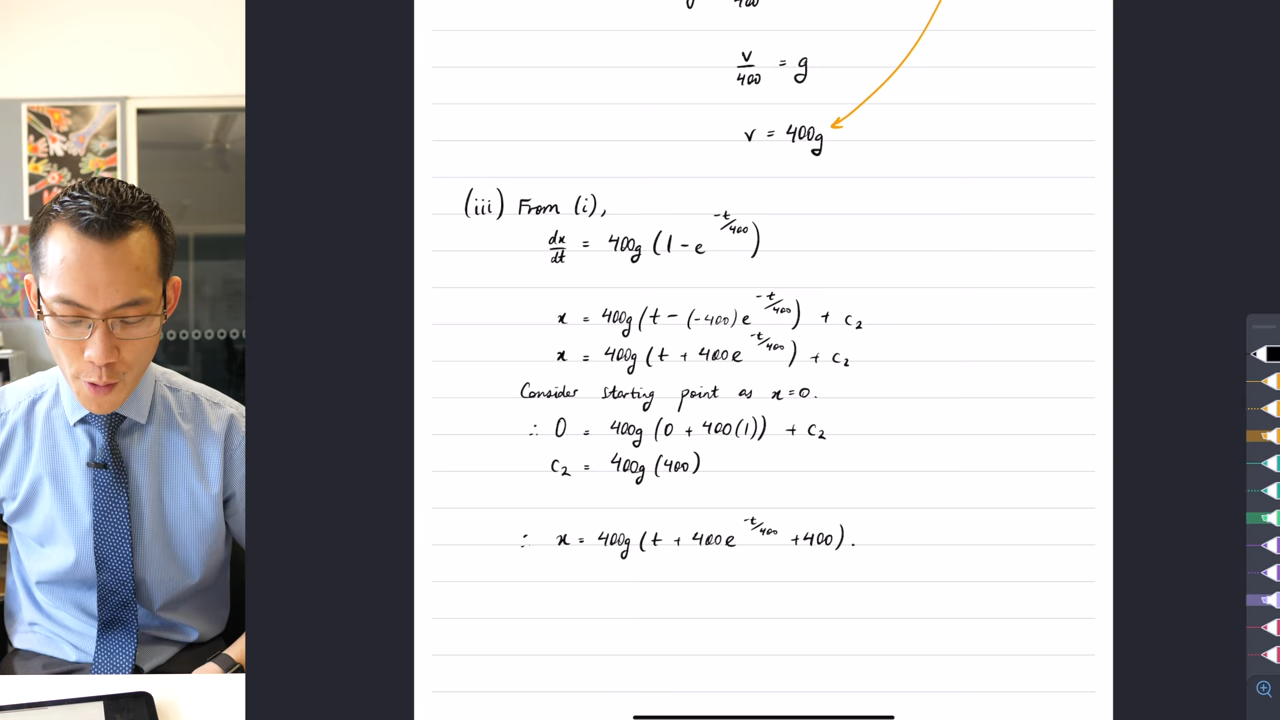 400
v/400 = g
v = 400g
(iii) From (i),
dx/dt = 400g (1 - e^(-t/400))
x = 400g (t - (-400) e^(-t/400)) + c₂
x = 400g (t + 400e^(-t/400)) + c₂
Consider starting point as x=0.
∴ 0 = 400g (0 + 400(1)) + c₂
c₂ = 400g (400)
∴ x = 400g (t + 400e^(-t/400) + 400).